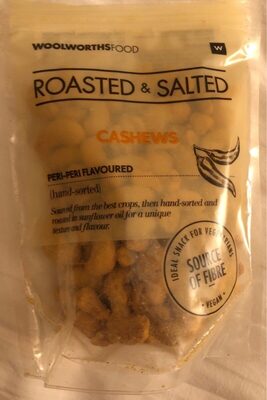 WOOLWORTHSFOOD
W
ROASTED & SALTED
CASHEWS
PERI-PERI FLAVOURED
(hand-sorted)
Sourced from the best crops, then hand-sorted and
roasted in sunflower oil for a unique
texture and flavour.
IDEAL SNACK FOR VEGETARIANS
SOURCE
OF FIBRE
• VEGAN •